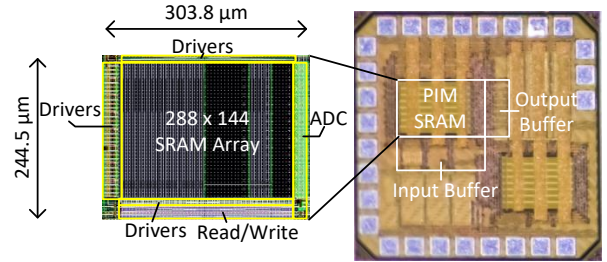 303.8 µm
Drivers
244.5 µm
Drivers
288 x 144
SRAM Array
ADC
Drivers
Read/Write
PIM
SRAM
Output
Buffer
Input Buffer